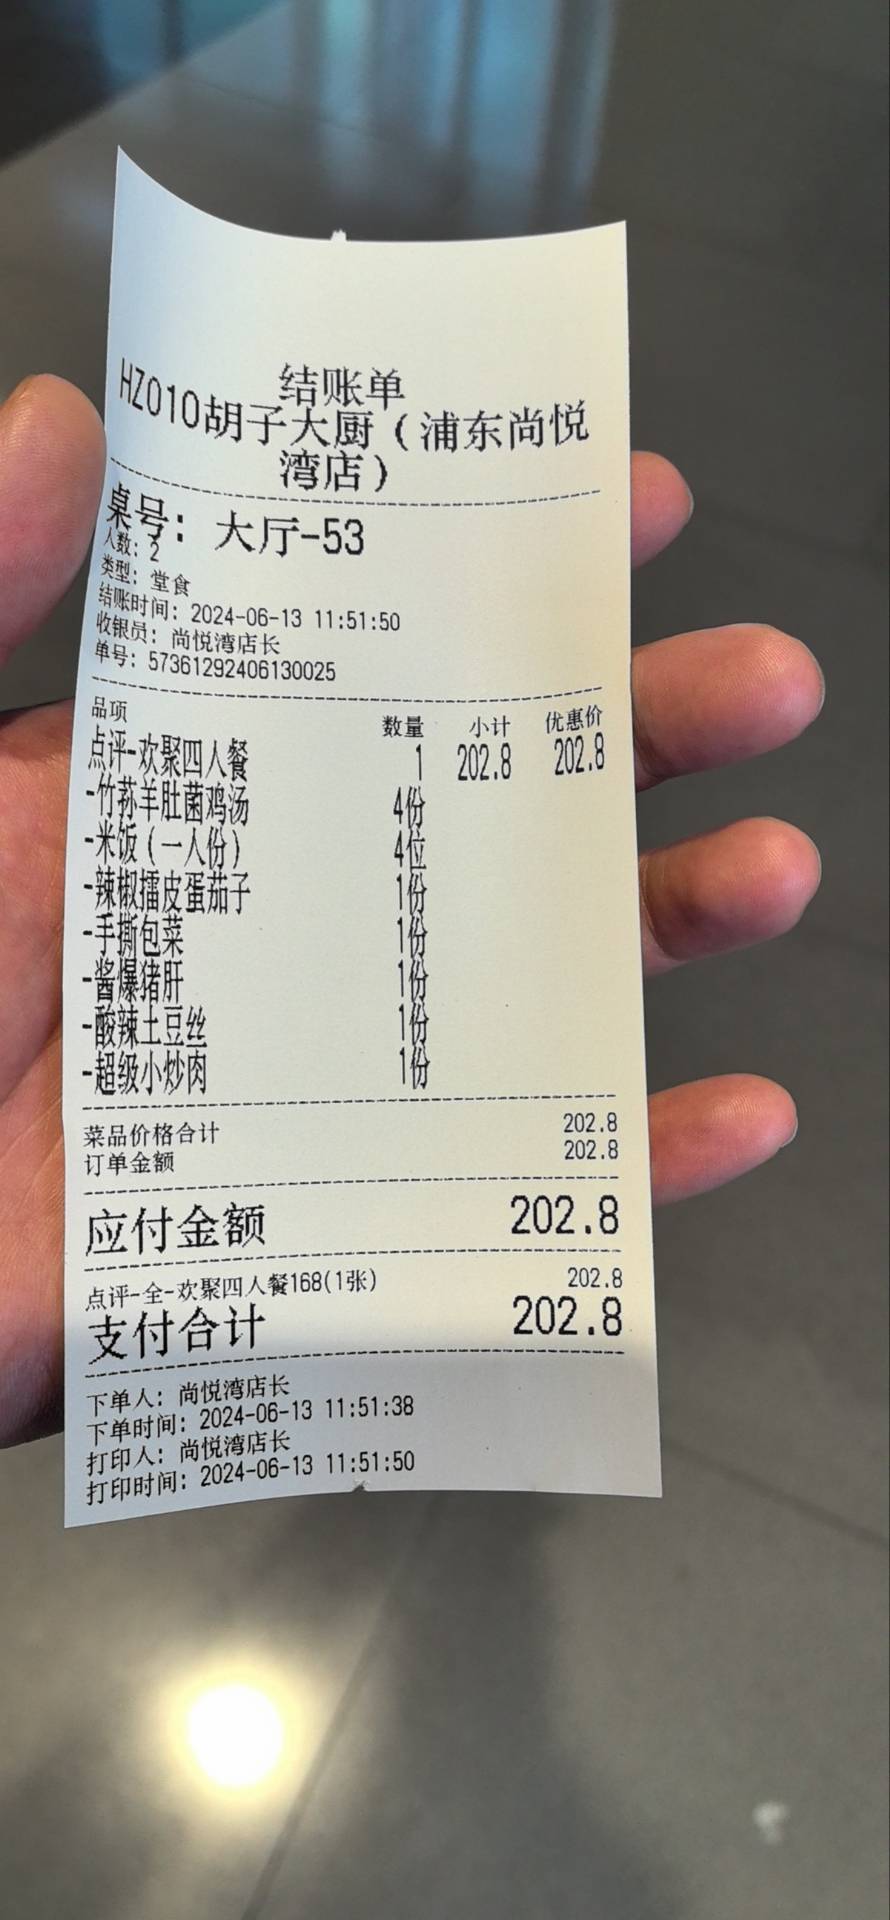 结账单
HZ010胡子大厨（浦东尚悦
湾店）
桌号：大厅-53
人数：2
类型：堂食
结账时间：2024-06-13 11:51:50
收银员：尚悦湾店长
单号：57361292406130025
品项 数量 小计 优惠价
点评-欢聚四人餐 1 202.8 202.8
-竹荪羊肚菌鸡汤 4份
-米饭（一人份） 4位
-辣椒擂皮蛋茄子 1份
-手撕包菜 1份
-酱爆猪肝 1份
-酸辣土豆丝 1份
-超级小炒肉 1份
菜品价格合计 202.8
订单金额 202.8
应付金额 202.8
点评-全-欢聚四人餐168(1张) 202.8
支付合计 202.8
下单人：尚悦湾店长
下单时间：2024-06-13 11:51:38
打印人：尚悦湾店长
打印时间：2024-06-13 11:51:50